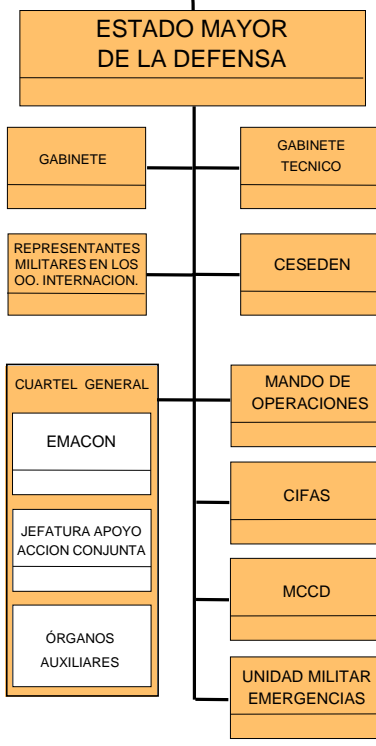 ESTADO MAYOR
DE LA DEFENSA
GABINETE
GABINETE
TECNICO
REPRESENTANTES
MILITARES EN LOS
OO. INTERNACION.
CESEDEN
CUARTEL GENERAL
EMACON
JEFATURA APOYO
ACCION CONJUNTA
ÓRGANOS
AUXILIARES
MANDO DE
OPERACIONES
CIFAS
MCCD
UNIDAD MILITAR
EMERGENCIAS